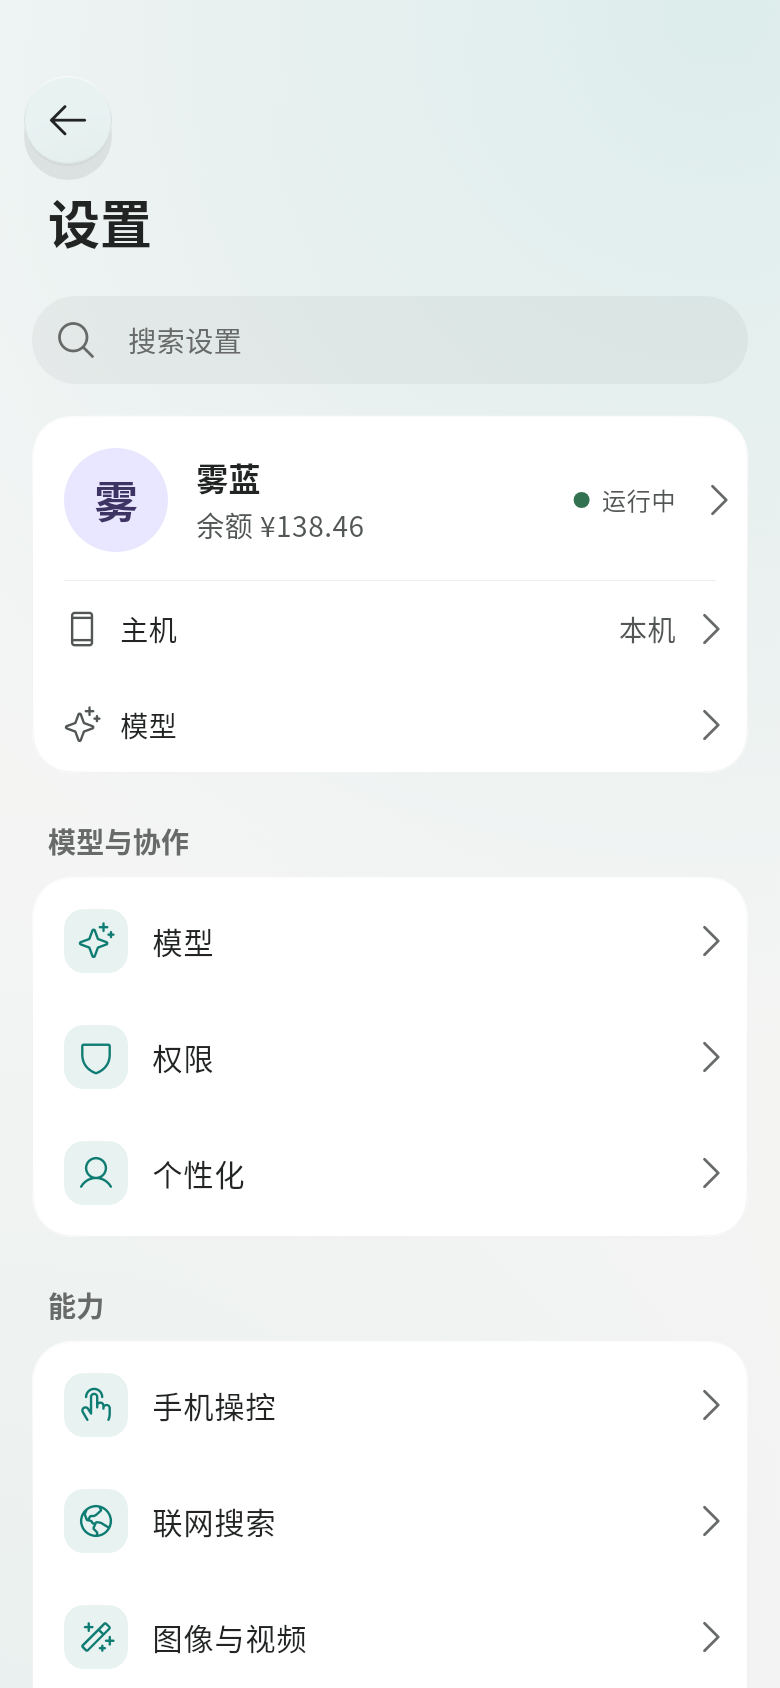 设置
搜索设置
雾
雾蓝
余额 ¥138.46
运行中
主机
本机
模型
模型与协作
模型
权限
个性化
能力
手机操控
联网搜索
图像与视频